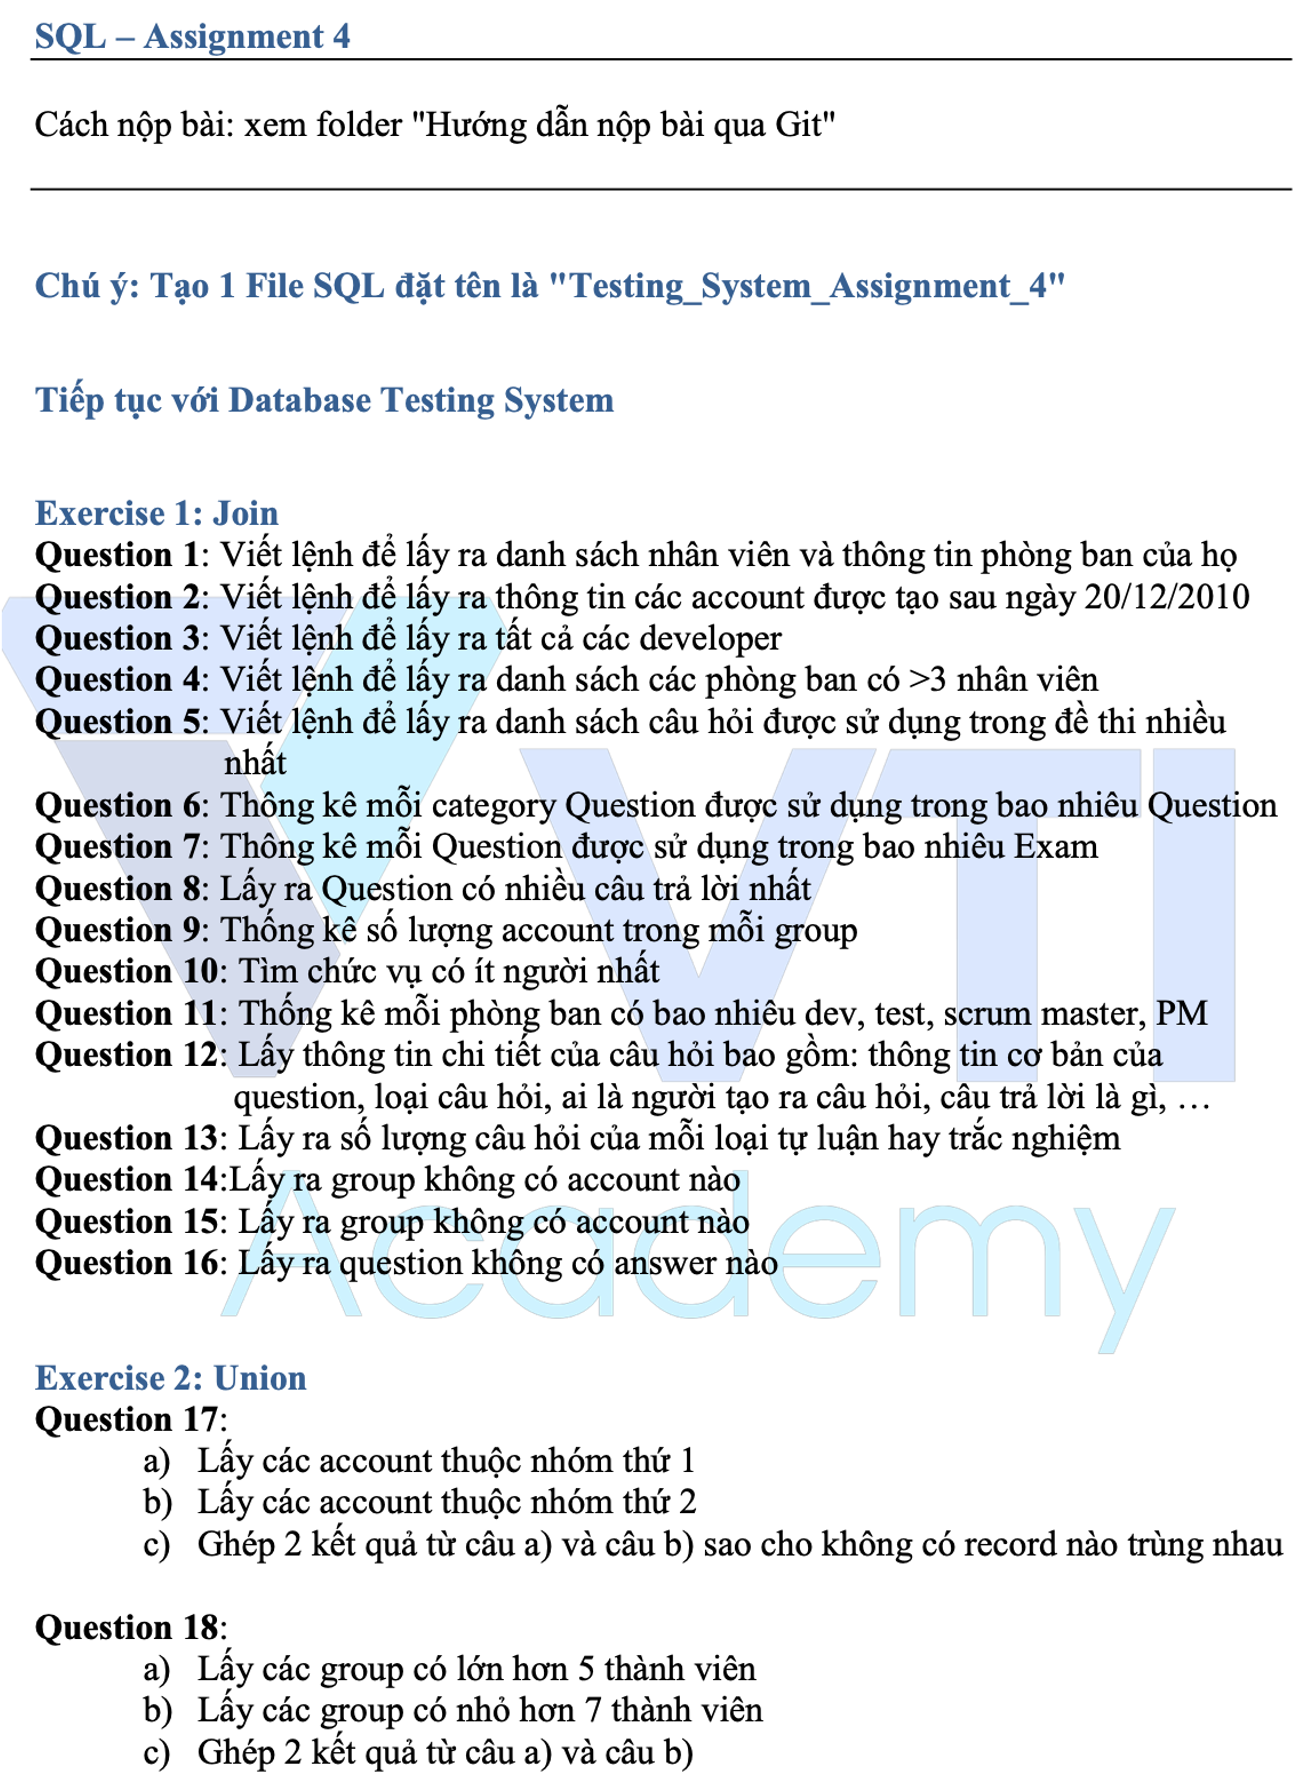 SQL – Assignment 4
Cách nộp bài: xem folder "Hướng dẫn nộp bài qua Git"
Chú ý: Tạo 1 File SQL đặt tên là "Testing_System_Assignment_4"
Tiếp tục với Database Testing System
Exercise 1: Join
Question 1: Viết lệnh để lấy ra danh sách nhân viên và thông tin phòng ban của họ
Question 2: Viết lệnh để lấy ra thông tin các account được tạo sau ngày 20/12/2010
Question 3: Viết lệnh để lấy ra tất cả các developer
Question 4: Viết lệnh để lấy ra danh sách các phòng ban có >3 nhân viên
Question 5: Viết lệnh để lấy ra danh sách câu hỏi được sử dụng trong đề thi nhiều
nhất
Question 6: Thông kê mỗi category Question được sử dụng trong bao nhiêu Question
Question 7: Thông kê mỗi Question được sử dụng trong bao nhiêu Exam
Question 8: Lấy ra Question có nhiều câu trả lời nhất
Question 9: Thống kê số lượng account trong mỗi group
Question 10: Tìm chức vụ có ít người nhất
Question 11: Thống kê mỗi phòng ban có bao nhiêu dev, test, scrum master, PM
Question 12: Lấy thông tin chi tiết của câu hỏi bao gồm: thông tin cơ bản của
question, loại câu hỏi, ai là người tạo ra câu hỏi, câu trả lời là gì, …
Question 13: Lấy ra số lượng câu hỏi của mỗi loại tự luận hay trắc nghiệm
Question 14:Lấy ra group không có account nào
Question 15: Lấy ra group không có account nào
Question 16: Lấy ra question không có answer nào
VTI
Academy
Exercise 2: Union
Question 17:
a) Lấy các account thuộc nhóm thứ 1
b) Lấy các account thuộc nhóm thứ 2
c) Ghép 2 kết quả từ câu a) và câu b) sao cho không có record nào trùng nhau
Question 18:
a) Lấy các group có lớn hơn 5 thành viên
b) Lấy các group có nhỏ hơn 7 thành viên
c) Ghép 2 kết quả từ câu a) và câu b)